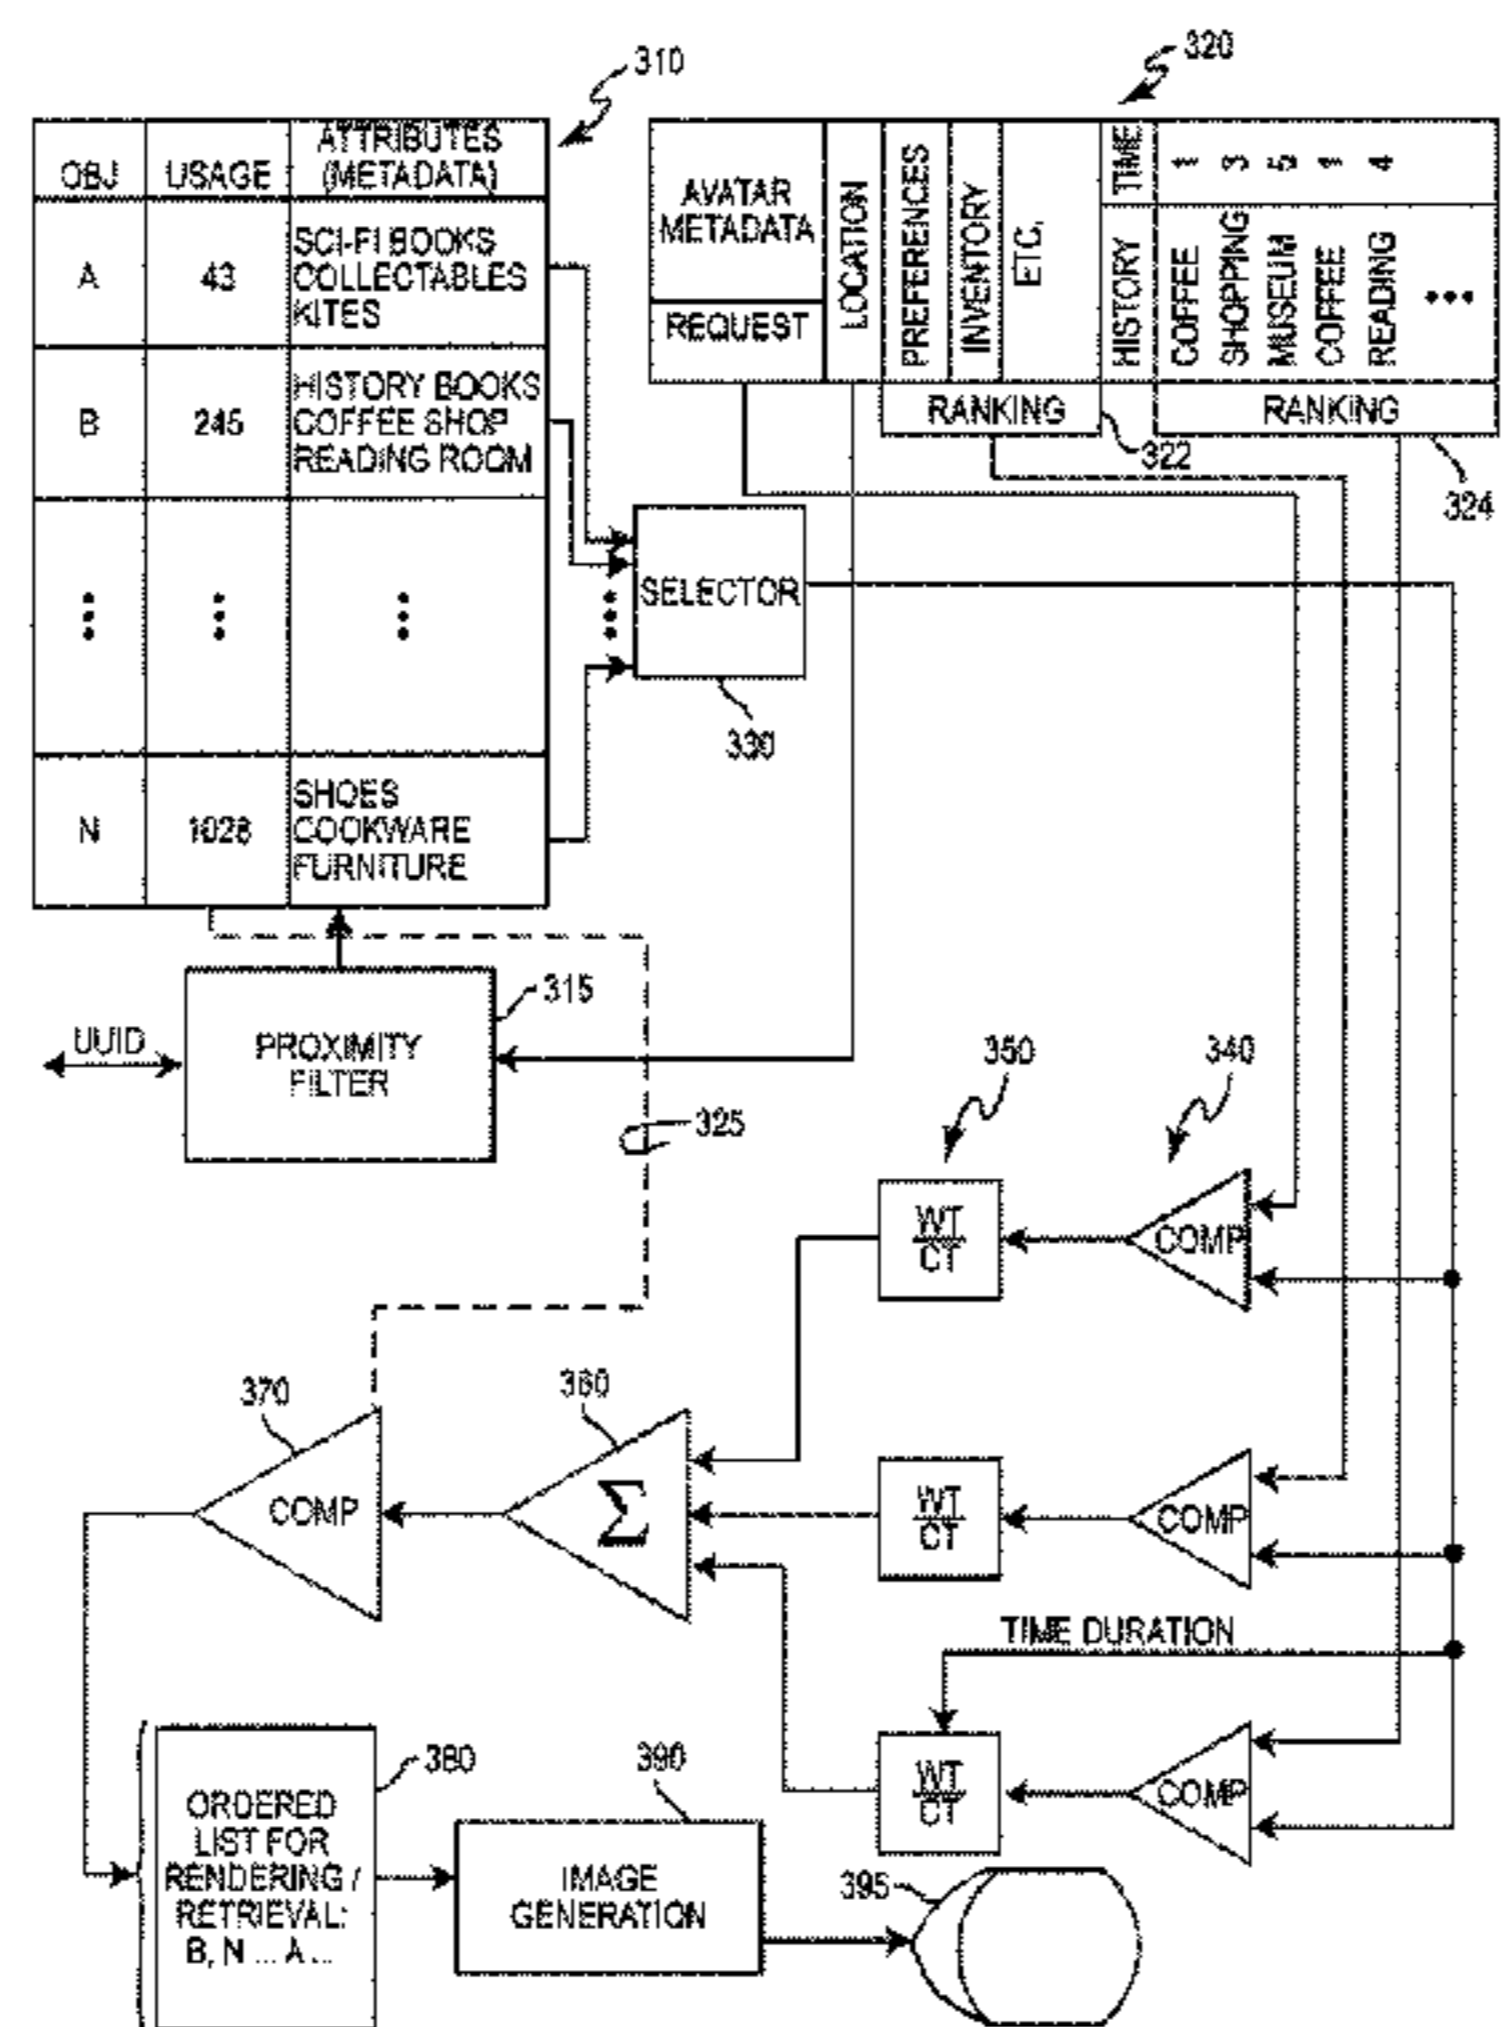 310
320
OBJ
USAGE
ATTRIBUTES
(METADATA)
A
43
SCI-FI BOOKS
COLLECTABLES
KITES
B
245
HISTORY BOOKS
COFFEE SHOP
READING ROOM
N
1028
SHOES
COOKWARE
FURNITURE
AVATAR
METADATA
REQUEST
LOCATION
PREFERENCES
INVENTORY
ETC.
HISTORY
TIME
COFFEE
1
SHOPPING
3
MUSEUM
5
COFFEE
1
READING
4
RANKING
RANKING
322
324
SELECTOR
330
315
UUID
PROXIMITY
FILTER
325
350
340
WT
CT
COMP
370
360
COMP
Σ
WT
CT
COMP
TIME DURATION
WT
CT
COMP
380
390
395
ORDERED
LIST FOR
RENDERING /
RETRIEVAL:
B, N ... A ...
IMAGE
GENERATION